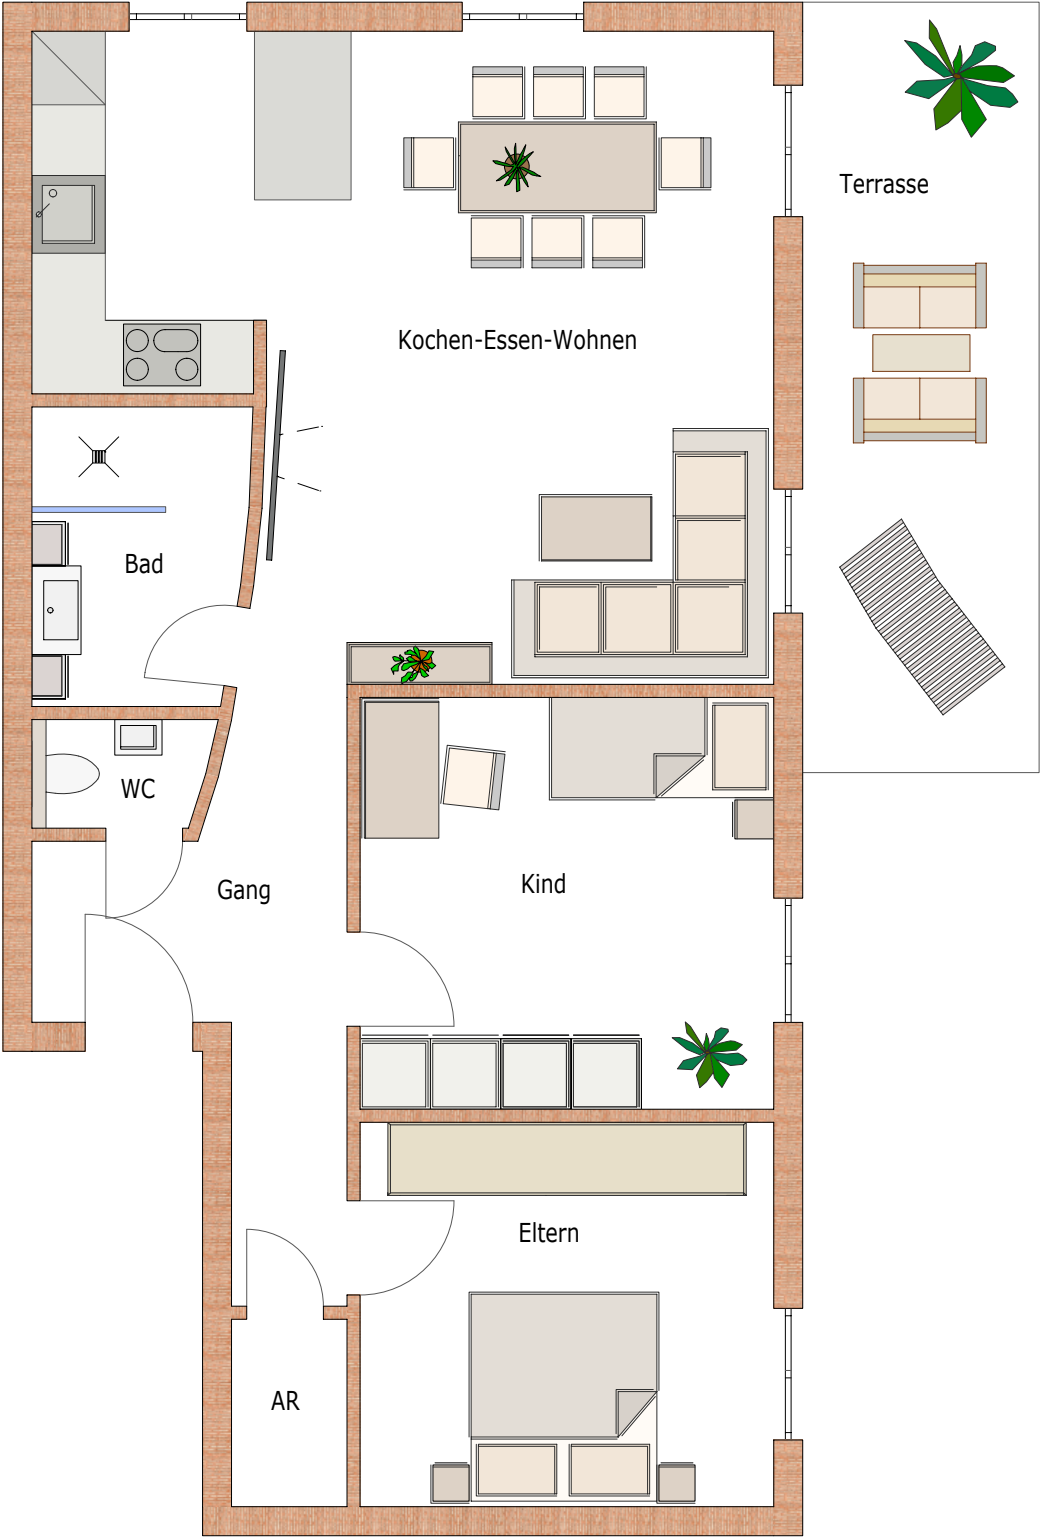 Terrasse
Kochen-Essen-Wohnen
Bad
WC
Gang
Kind
Eltern
AR